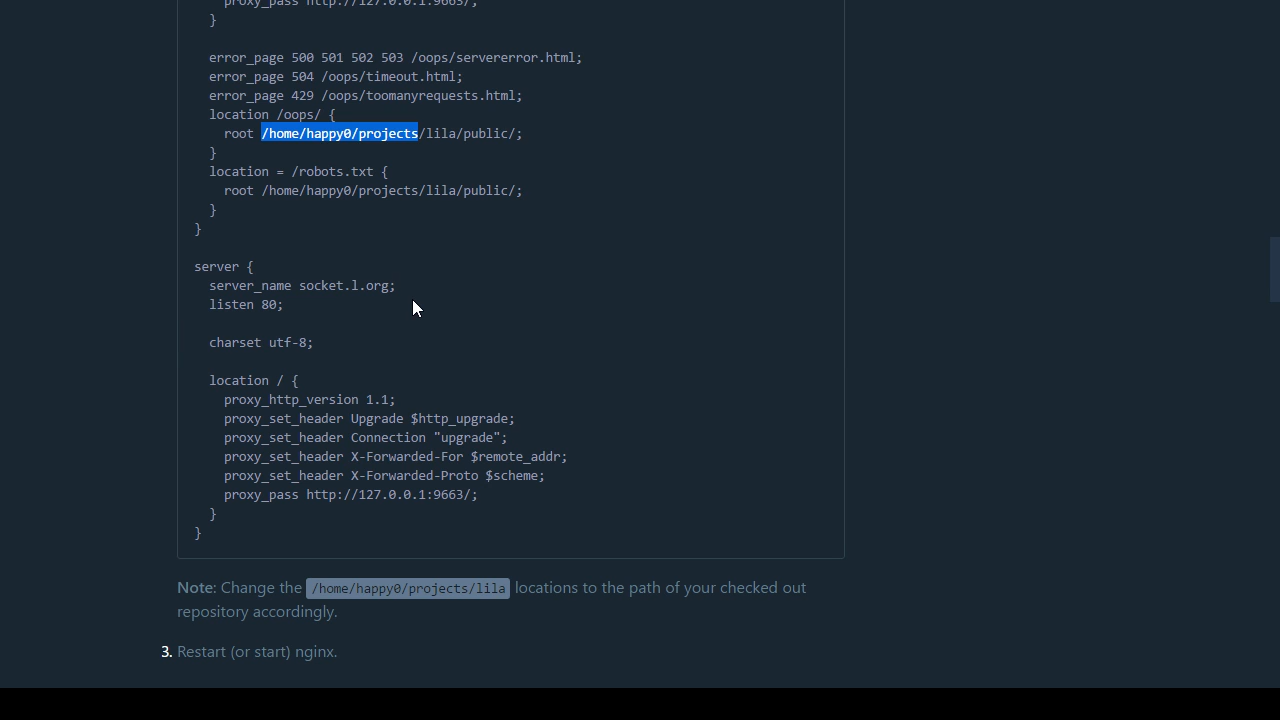 proxy_pass http://127.0.0.1:9663/;
}
error_page 500 501 502 503 /oops/servererror.html;
error_page 504 /oops/timeout.html;
error_page 429 /oops/toomanyrequests.html;
location /oops/ {
root /home/happy0/projects/lila/public/;
}
location = /robots.txt {
root /home/happy0/projects/lila/public/;
}
}
server {
server_name socket.l.org;
listen 80;
charset utf-8;
location / {
proxy_http_version 1.1;
proxy_set_header Upgrade $http_upgrade;
proxy_set_header Connection "upgrade";
proxy_set_header X-Forwarded-For $remote_addr;
proxy_set_header X-Forwarded-Proto $scheme;
proxy_pass http://127.0.0.1:9663/;
}
}
Note: Change the /home/happy0/projects/lila locations to the path of your checked out
repository accordingly.
3. Restart (or start) nginx.